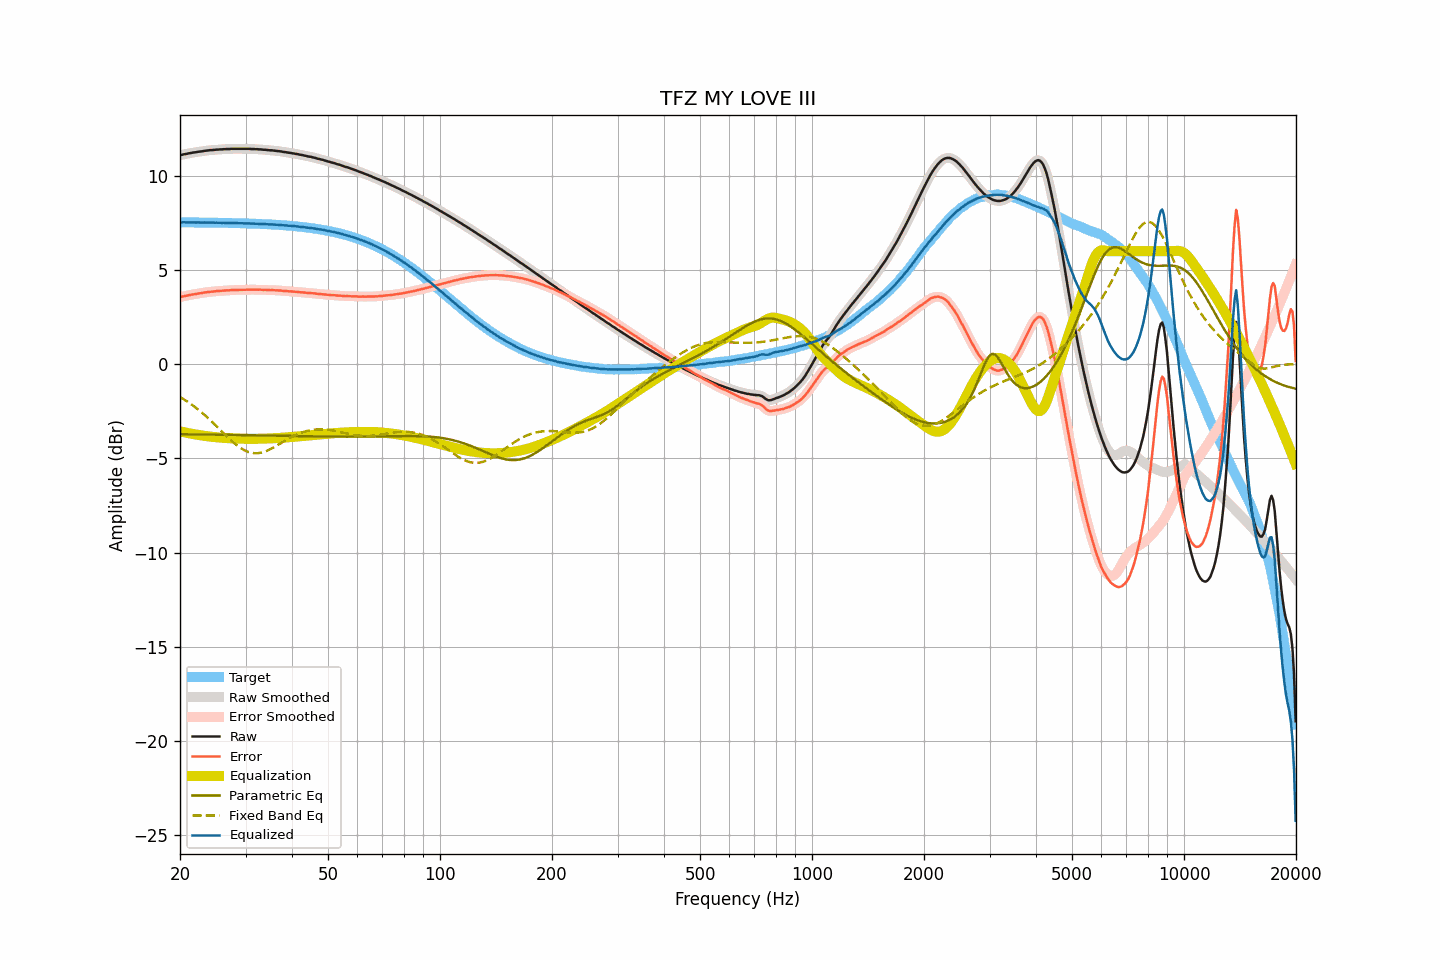 TFZ MY LOVE III
10
5
0
−5
−10
−15
−20
−25
Amplitude (dBr)
Target
Raw Smoothed
Error Smoothed
Raw
Error
Equalization
Parametric Eq
Fixed Band Eq
Equalized
20 50 100 200 500 1000 2000 5000 10000 20000
Frequency (Hz)